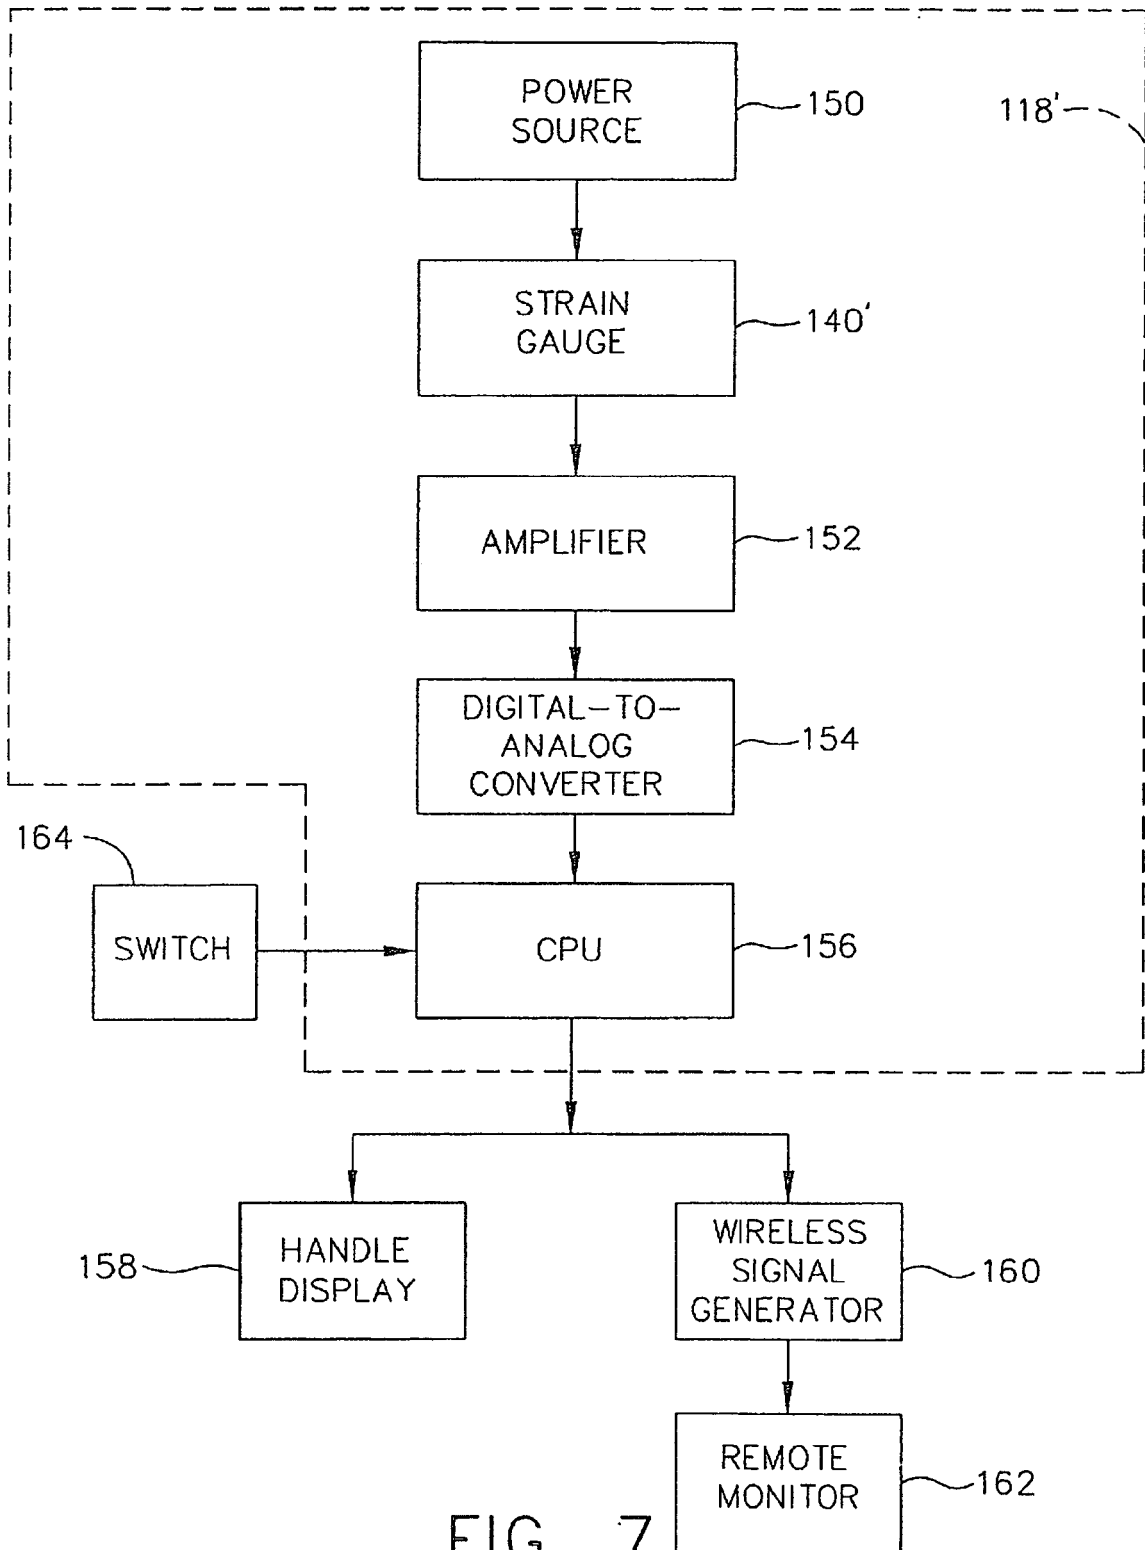 POWER
SOURCE
150
118'
STRAIN
GAUGE
140'
AMPLIFIER
152
DIGITAL-TO-
ANALOG
CONVERTER
154
164
SWITCH
CPU
156
158
HANDLE
DISPLAY
WIRELESS
SIGNAL
GENERATOR
160
REMOTE
MONITOR
162
FIG. 7